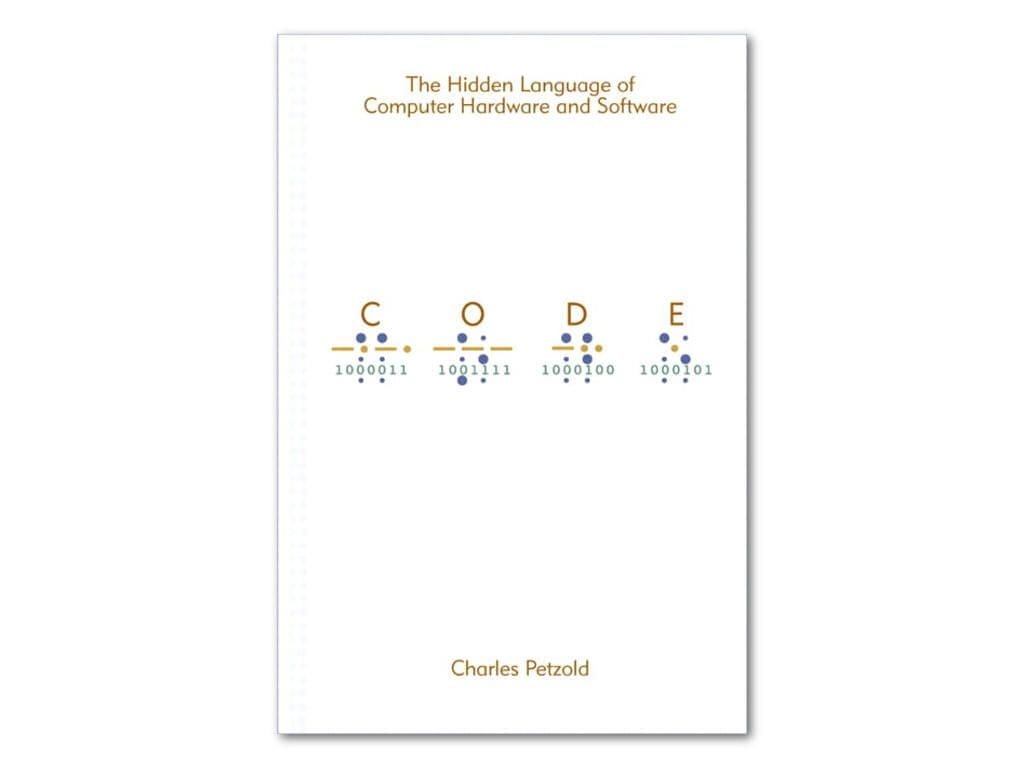 The Hidden Language of
Computer Hardware and Software
C O D E
1000011 1001111 1000100 1000101
Charles Petzold